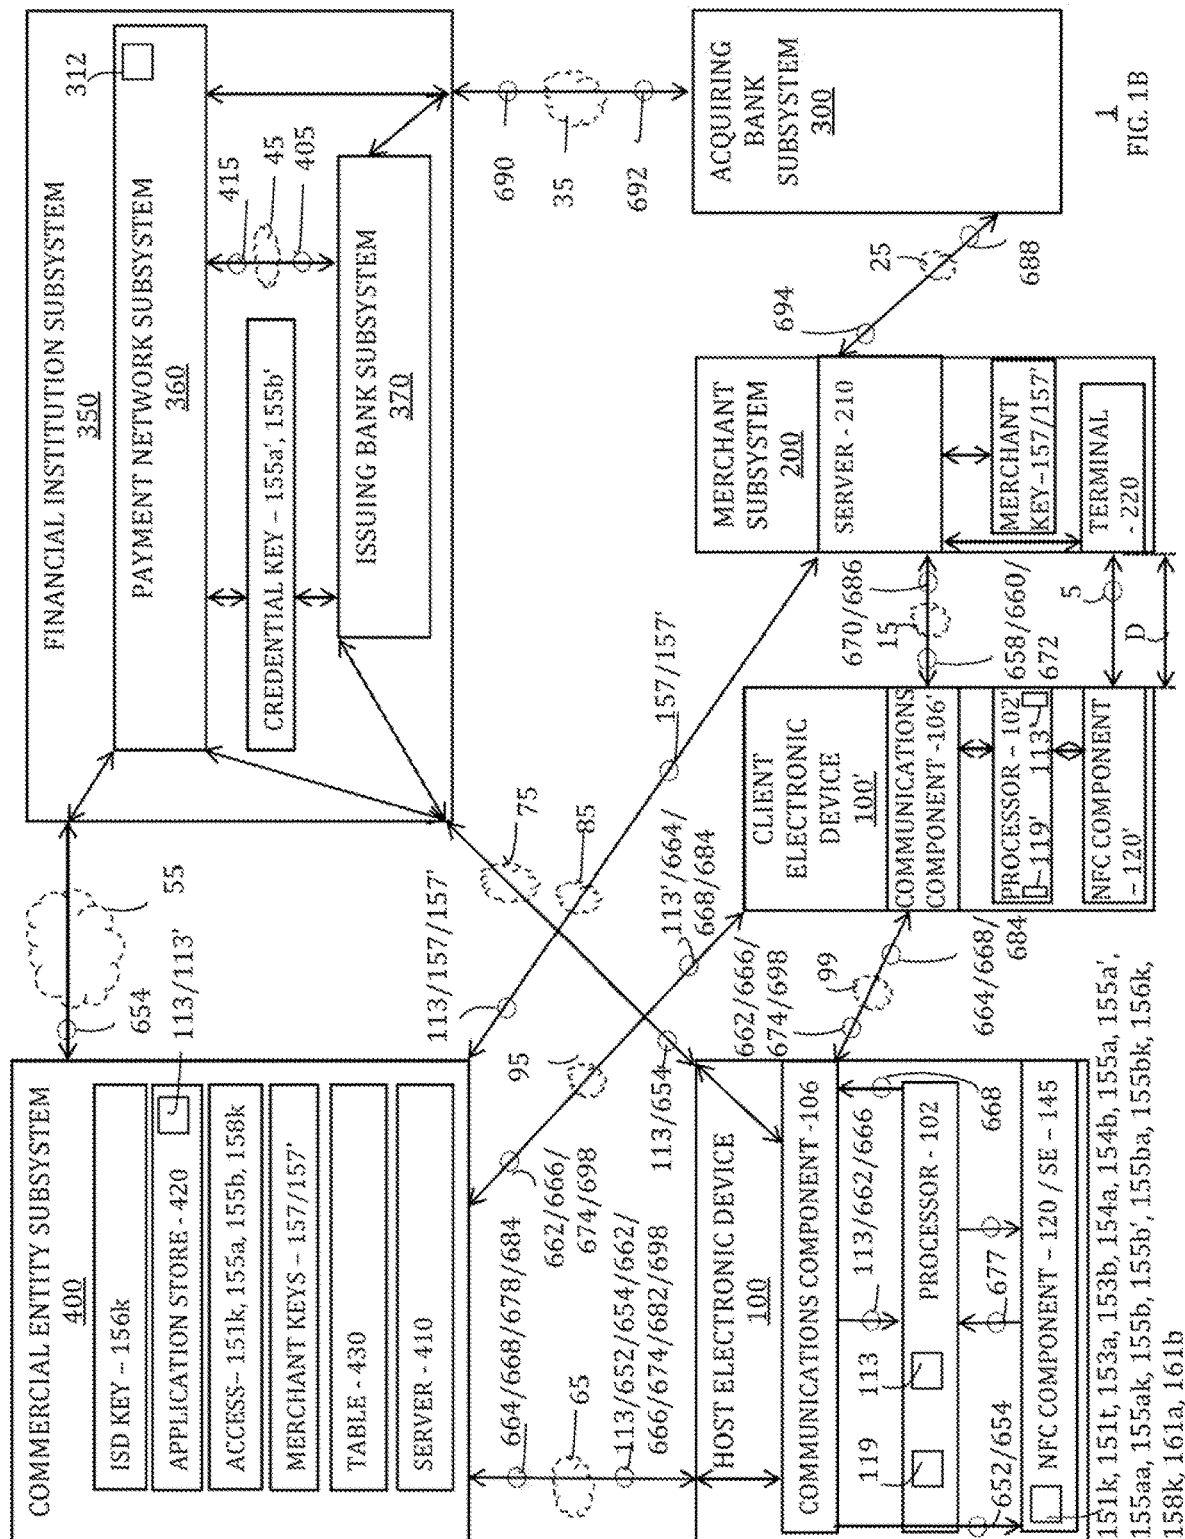 COMMERCIAL ENTITY SUBSYSTEM
400
ISD KEY – 156k
APPLICATION STORE - 420
ACCESS– 151k, 155a, 155b, 158k
MERCHANT KEYS – 157/157'
TABLE - 430
SERVER - 410
654
55
113/113'
FINANCIAL INSTITUTION SUBSYSTEM
350
PAYMENT NETWORK SUBSYSTEM
360
312
415
45
405
CREDENTIAL KEY – 155a', 155b'
ISSUING BANK SUBSYSTEM
370
113/157/157'
75
85
157/157'
690
35
692
664/668/678/684
65
113/652/654/662/
666/674/682/698
662/666/
674/698
95
113/654
113'/664/
668/684
662/666/
674/698
99
664/668/
684
HOST ELECTRONIC DEVICE
100
COMMUNICATIONS COMPONENT -106
119
113
113/662/666
PROCESSOR - 102
668
652/654
677
NFC COMPONENT – 120 / SE – 145
151k, 151t, 153a, 153b, 154a, 154b, 155a, 155a',
155aa, 155ak, 155b, 155b', 155ba, 155bk, 156k,
158k, 161a, 161b
CLIENT
ELECTRONIC
DEVICE
100'
COMMUNICATIONS
COMPONENT -106'
PROCESSOR – 102'
119'
113'
NFC COMPONENT
– 120'
670/686
15
658/660/
672
5
D
MERCHANT
SUBSYSTEM
200
SERVER - 210
MERCHANT
KEY–157/157'
TERMINAL
- 220
694
25
688
ACQUIRING
BANK
SUBSYSTEM
300
1
FIG. 1B